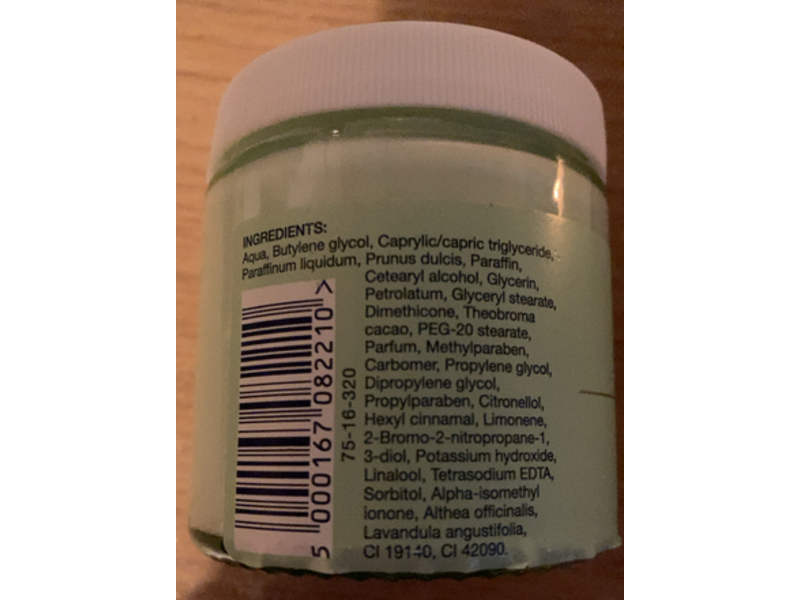 INGREDIENTS:
Aqua, Butylene glycol, Caprylic/capric triglyceride,
Paraffinum liquidum, Prunus dulcis, Paraffin,
Cetearyl alcohol, Glycerin,
Petrolatum, Glyceryl stearate,
Dimethicone, Theobroma
cacao, PEG-20 stearate,
Parfum, Methylparaben,
Carbomer, Propylene glycol,
Dipropylene glycol,
Propylparaben, Citronellol,
Hexyl cinnamal, Limonene,
2-Bromo-2-nitropropane-1,
3-diol, Potassium hydroxide,
Linalool, Tetrasodium EDTA,
Sorbitol, Alpha-isomethyl
ionone, Althea officinalis,
Lavandula angustifolia,
CI 19140, CI 42090.
5 000167 082210 >
75-16-320